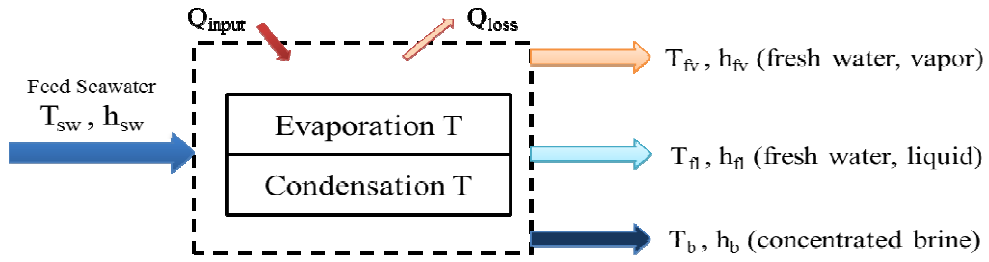 Q_input
Q_loss
Feed Seawater
T_sw , h_sw
Evaporation T
Condensation T
T_fv , h_fv (fresh water, vapor)
T_fl , h_fl (fresh water, liquid)
T_b , h_b (concentrated brine)